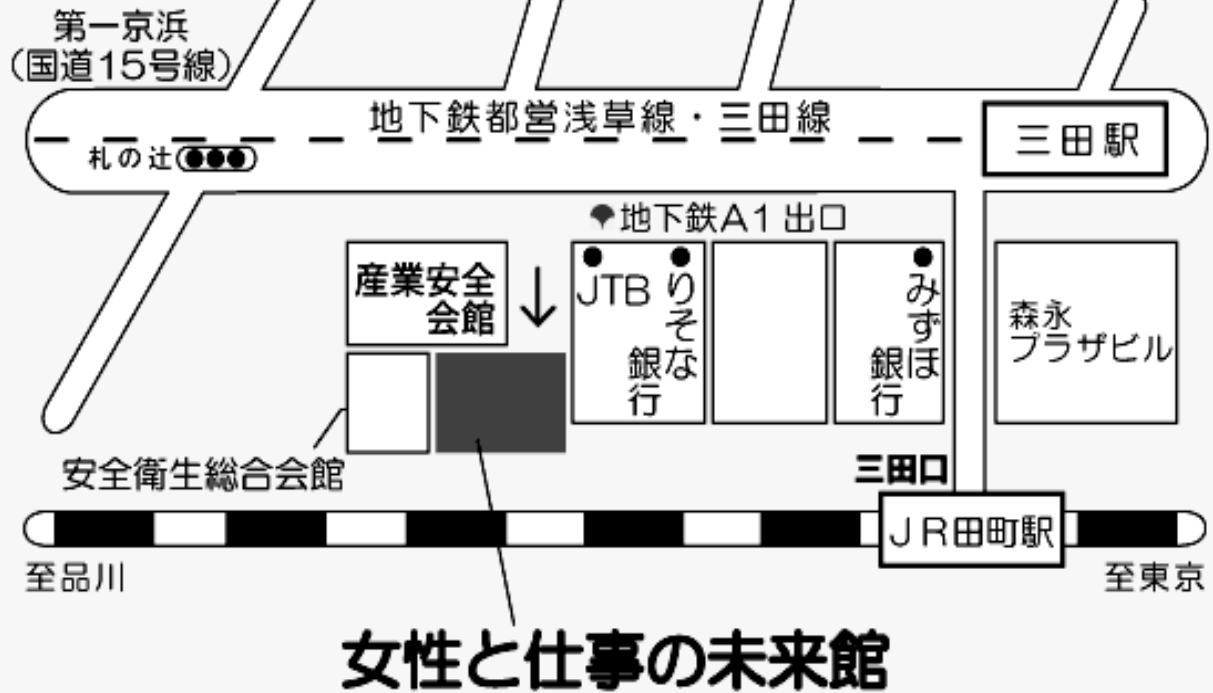 第一京浜
（国道15号線）
地下鉄都営浅草線・三田線
三田駅
札の辻
地下鉄A1出口
産業安全
会館
JTB
りそな
銀行
みずほ
銀行
森永
プラザビル
安全衛生総合会館
三田口
JR田町駅
至品川
至東京
女性と仕事の未来館